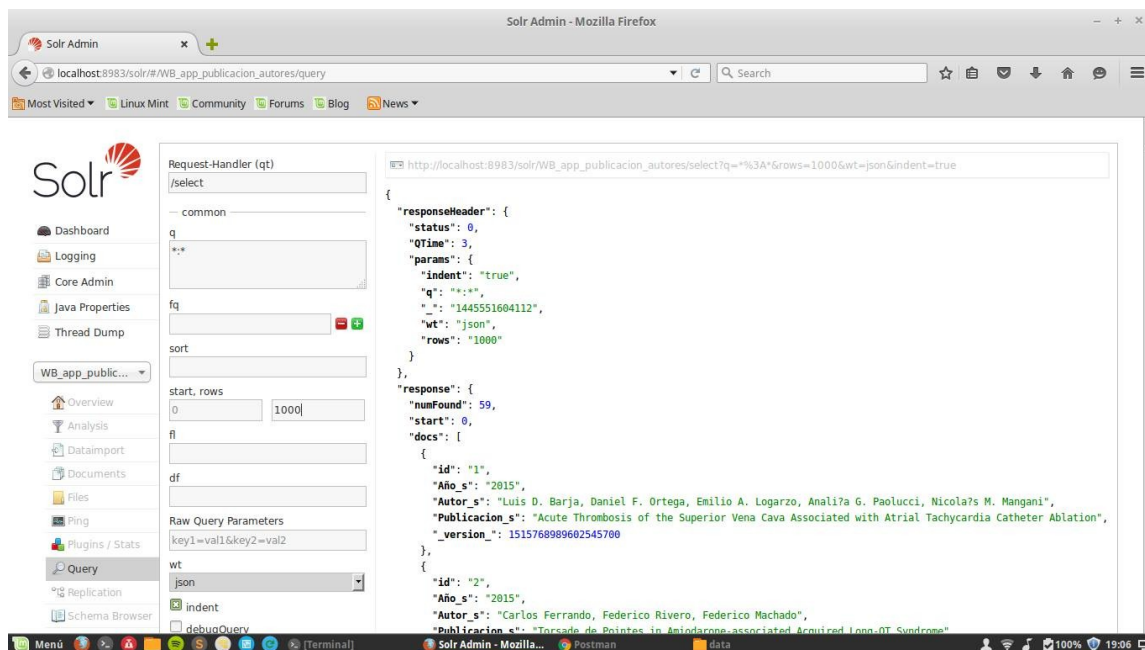 Solr Admin - Mozilla Firefox
Solr Admin
localhost:8983/solr/#/WB_app_publicacion_autores/query
Search
Most Visited
Linux Mint
Community
Forums
Blog
News
Solr
Dashboard
Logging
Core Admin
Java Properties
Thread Dump
WB_app_public...
Overview
Analysis
Dataimport
Documents
Files
Ping
Plugins / Stats
Query
Replication
Schema Browser
Request-Handler (qt)
/select
common
q
*:*
fq
sort
start, rows
0
1000
fl
df
Raw Query Parameters
key1=val1&key2=val2
wt
json
indent
debugQuery
http://localhost:8983/solr/WB_app_publicacion_autores/select?q=*%3A*&rows=1000&wt=json&indent=true
{
"responseHeader": {
"status": 0,
"QTime": 3,
"params": {
"indent": "true",
"q": "*:*",
"_": "1445551604112",
"wt": "json",
"rows": "1000"
}
},
"response": {
"numFound": 59,
"start": 0,
"docs": [
{
"id": "1",
"Año_s": "2015",
"Autor_s": "Luis D. Barja, Daniel F. Ortega, Emilio A. Logarzo, Anali?a G. Paolucci, Nicola?s M. Mangani",
"Publicacion_s": "Acute Thrombosis of the Superior Vena Cava Associated with Atrial Tachycardia Catheter Ablation",
"_version_": 1515768989602545700
},
{
"id": "2",
"Año_s": "2015",
"Autor_s": "Carlos Ferrando, Federico Rivero, Federico Machado",
"Publicacion_s": "Torsade de Pointes in Amiodarone-associated Acquired Long-QT Syndrome"
Menú
[Terminal]
Solr Admin - Mozilla...
Postman
data
100%
19:06